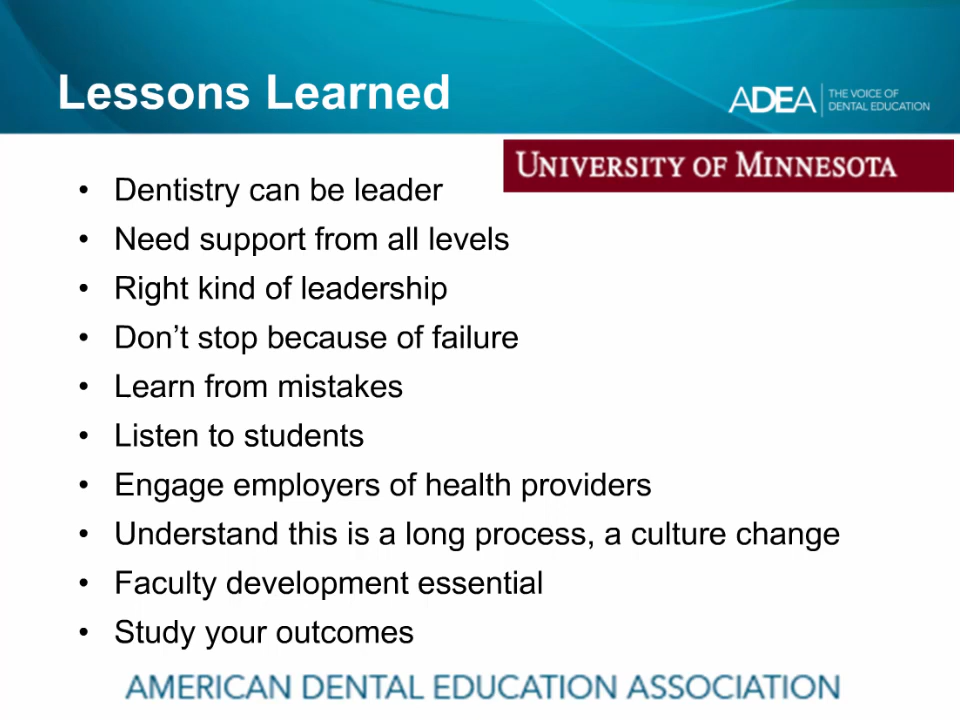 Lessons Learned
ADEA THE VOICE OF
DENTAL EDUCATION
UNIVERSITY OF MINNESOTA
• Dentistry can be leader
• Need support from all levels
• Right kind of leadership
• Don’t stop because of failure
• Learn from mistakes
• Listen to students
• Engage employers of health providers
• Understand this is a long process, a culture change
• Faculty development essential
• Study your outcomes
AMERICAN DENTAL EDUCATION ASSOCIATION